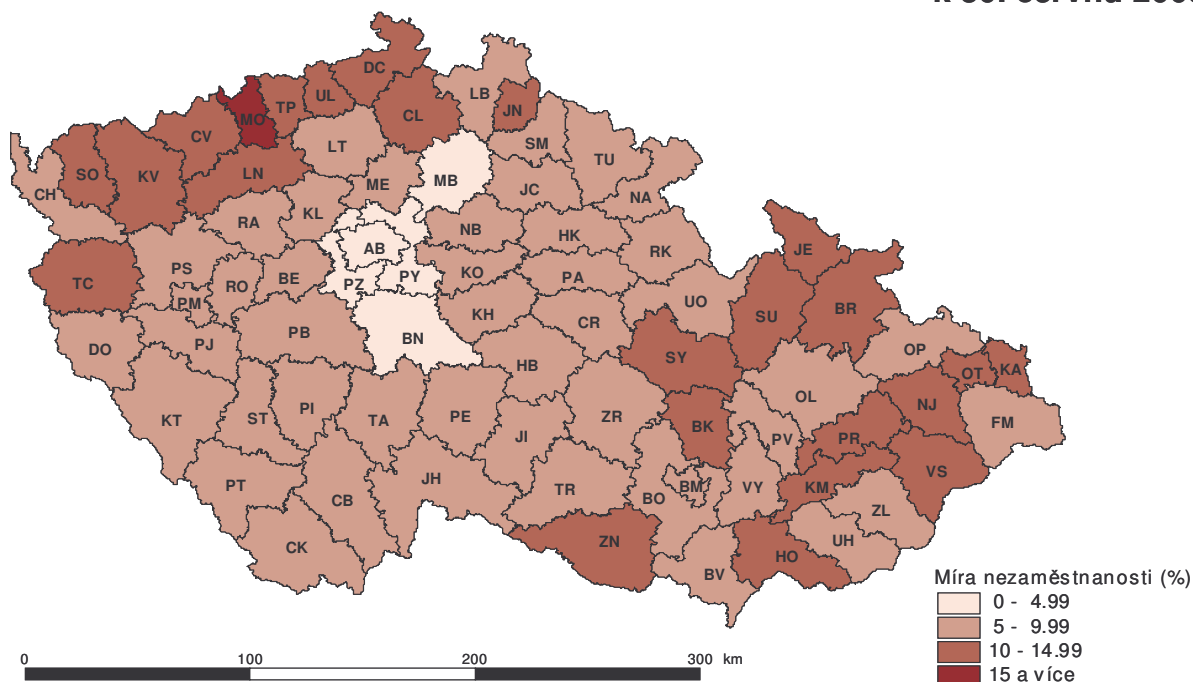 DC
LB
UL
TP
CL
JN
MO
CV
SM
LT
TU
SO
KV
LN
MB
ME
JC
CH
NA
KL
RA
NB
HK
AB
RK
JE
PS
KO
PA
PY
BE
RO
PZ
TC
PM
UO
BR
KH
SU
CR
PB
BN
DO
PJ
OP
SY
HB
OT
KA
OL
NJ
PI
ZR
KT
ST
TA
PE
FM
BK
JI
PV
PR
VS
JH
PT
TR
BM
VY
KM
BO
CB
ZL
ZN
UH
CK
HO
BV
Míra nezaměstnanosti (%)
0 - 4.99
5 - 9.99
10 - 14.99
15 a více
0 100 200 300 km